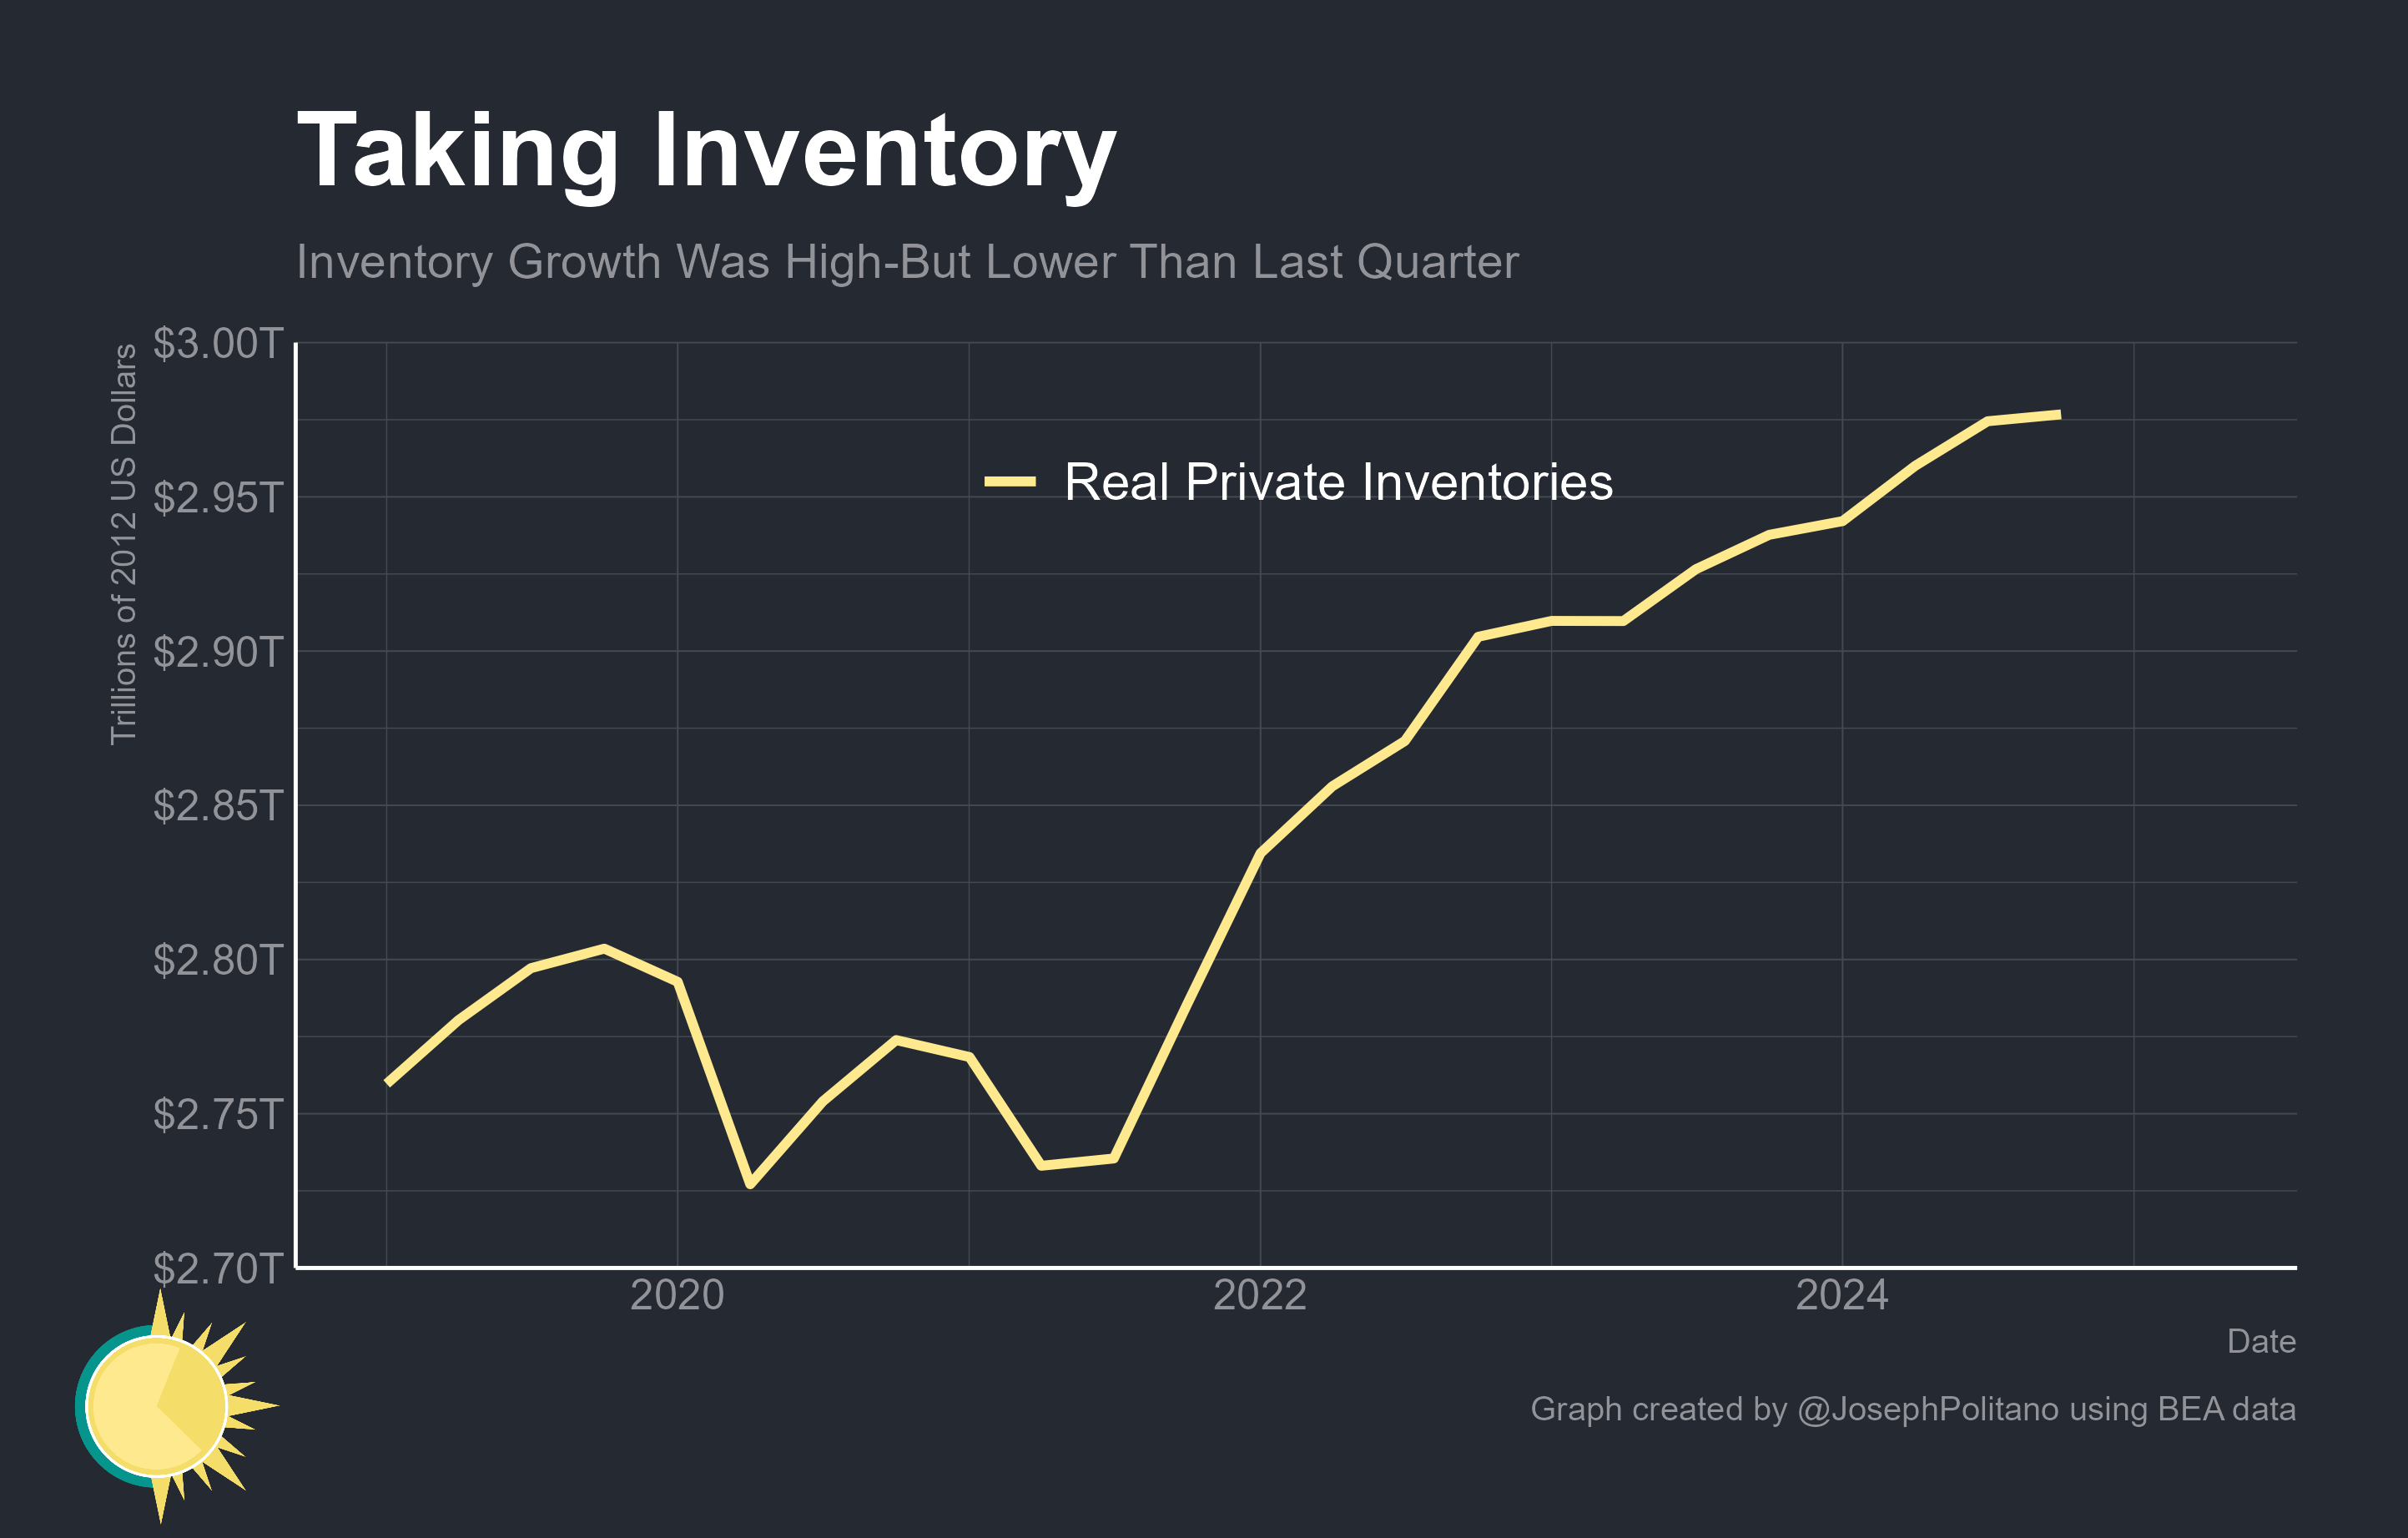 Taking Inventory
Inventory Growth Was High-But Lower Than Last Quarter
Trillions of 2012 US Dollars
$3.00T
$2.95T
$2.90T
$2.85T
$2.80T
$2.75T
$2.70T
Real Private Inventories
2020
2022
2024
Date
Graph created by @JosephPolitano using BEA data